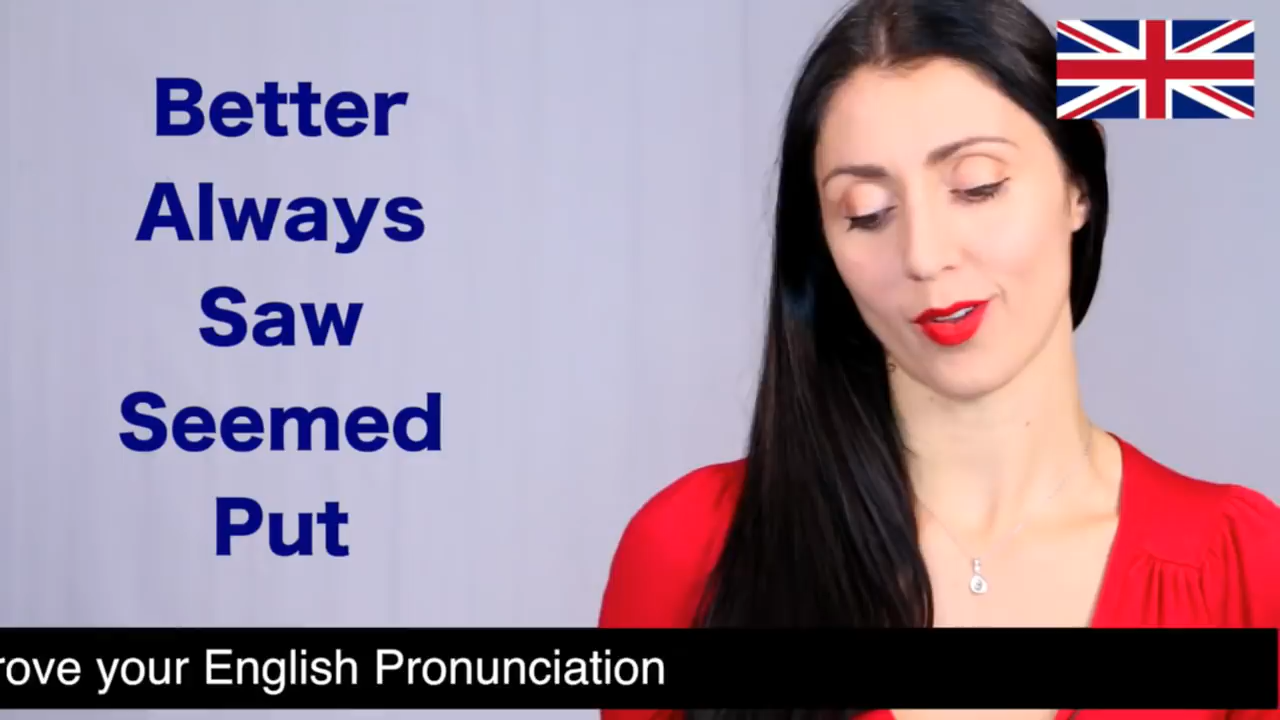 Better
Always
Saw
Seemed
Put
rove your English Pronunciation